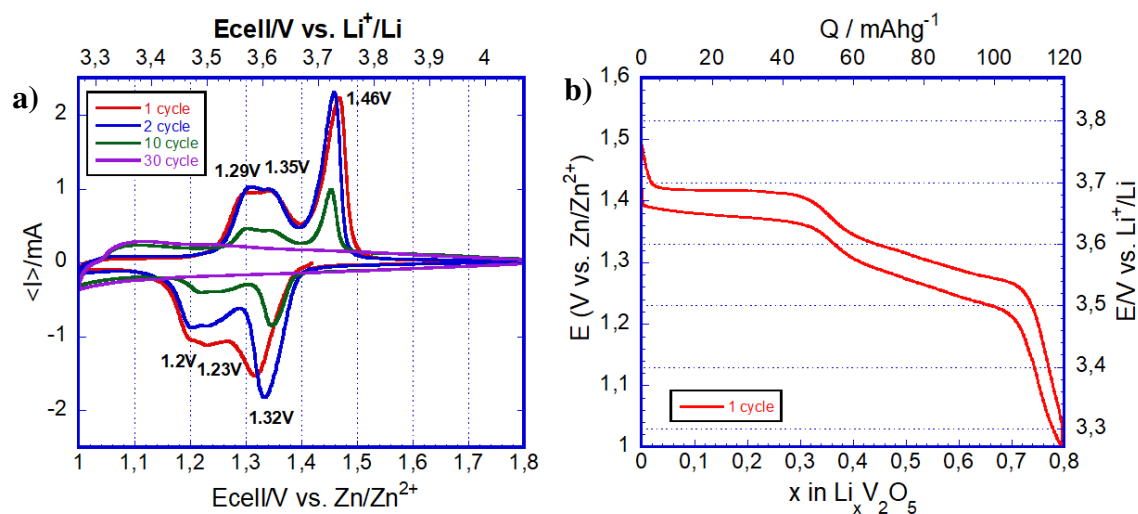 a)
Ecell/V vs. Li⁺/Li
3,3 3,4 3,5 3,6 3,7 3,8 3,9 4
2
1
0
-1
-2
<I>/mA
1 cycle
2 cycle
10 cycle
30 cycle
1.46V
1.29V
1.35V
1.2V
1.23V
1.32V
1 1,1 1,2 1,3 1,4 1,5 1,6 1,7 1,8
Ecell/V vs. Zn/Zn²⁺
b)
Q / mAhg⁻¹
0 20 40 60 80 100 120
1,6
1,5
1,4
1,3
1,2
1,1
1
E (V vs. Zn/Zn²⁺)
3,8
3,7
3,6
3,5
3,4
3,3
E/V vs. Li⁺/Li
1 cycle
0 0,1 0,2 0,3 0,4 0,5 0,6 0,7 0,8
x in LiₓV₂O₅